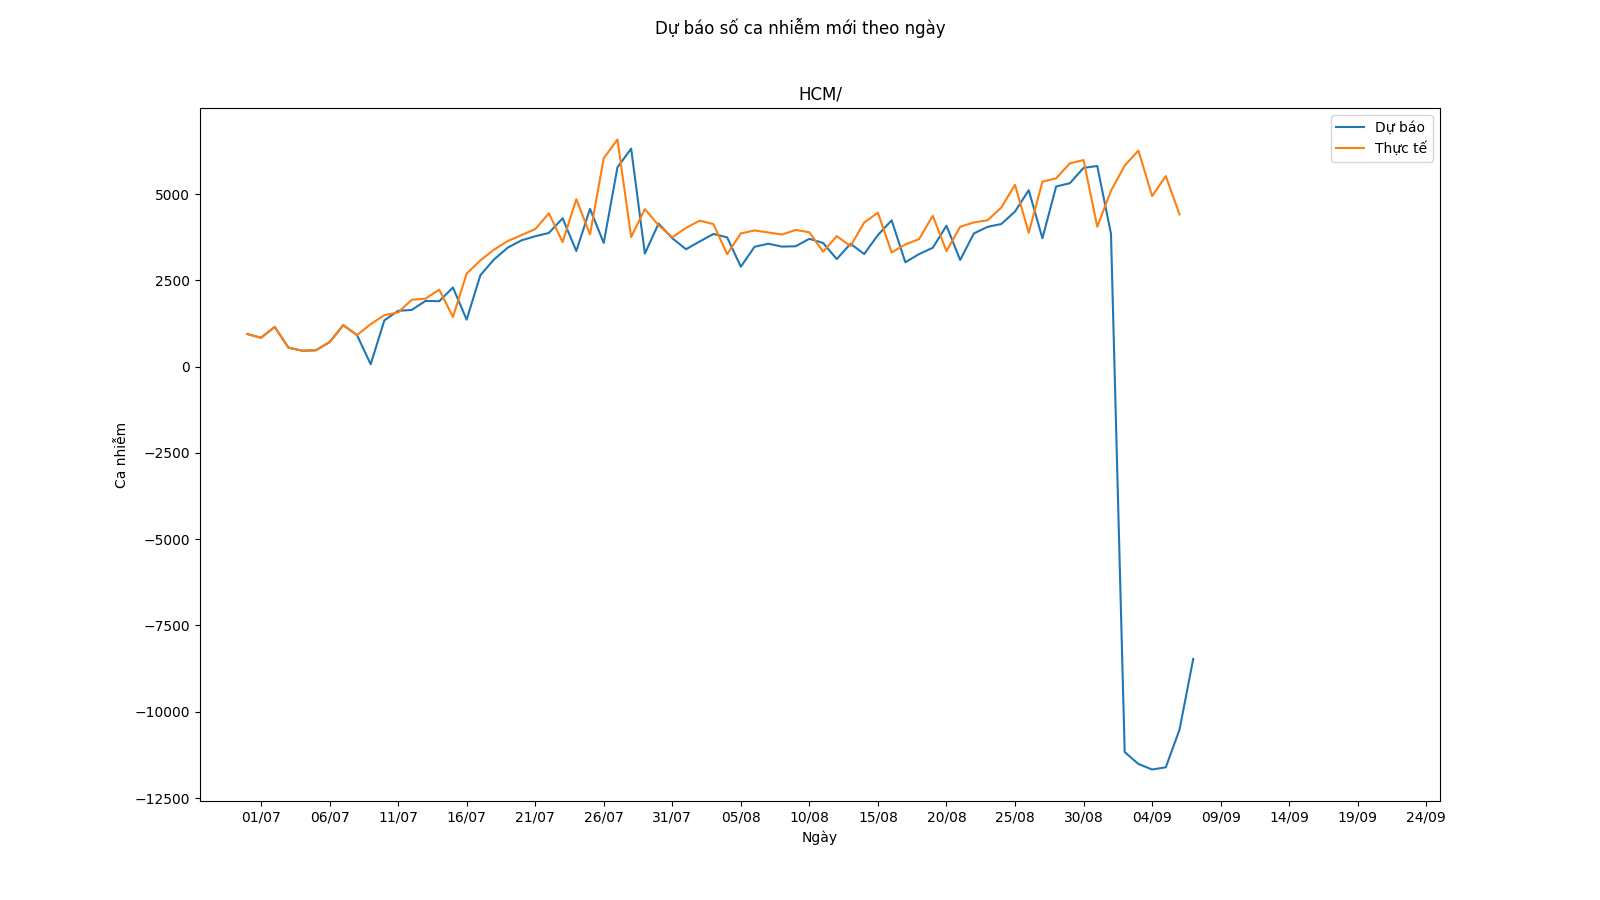 Dự báo số ca nhiễm mới theo ngày
HCM/
Dự báo
Thực tế
Ca nhiễm
5000
2500
0
−2500
−5000
−7500
−10000
−12500
01/07 06/07 11/07 16/07 21/07 26/07 31/07 05/08 10/08 15/08 20/08 25/08 30/08 04/09 09/09 14/09 19/09 24/09
Ngày